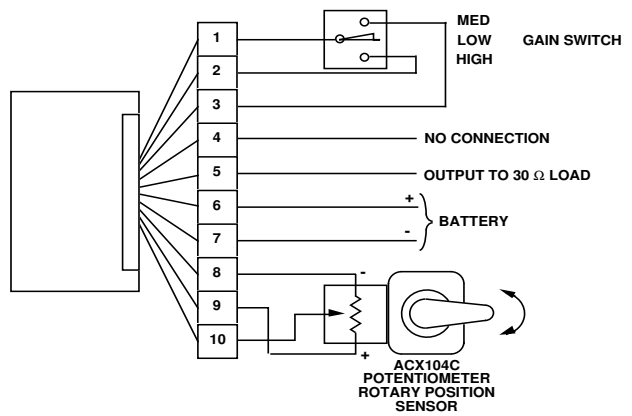 MED
1
LOW GAIN SWITCH
HIGH
2
3
4 NO CONNECTION
5 OUTPUT TO 30 Ω LOAD
6 +
BATTERY
7 -
8 -
9
10
+
ACX104C
POTENTIOMETER
ROTARY POSITION
SENSOR